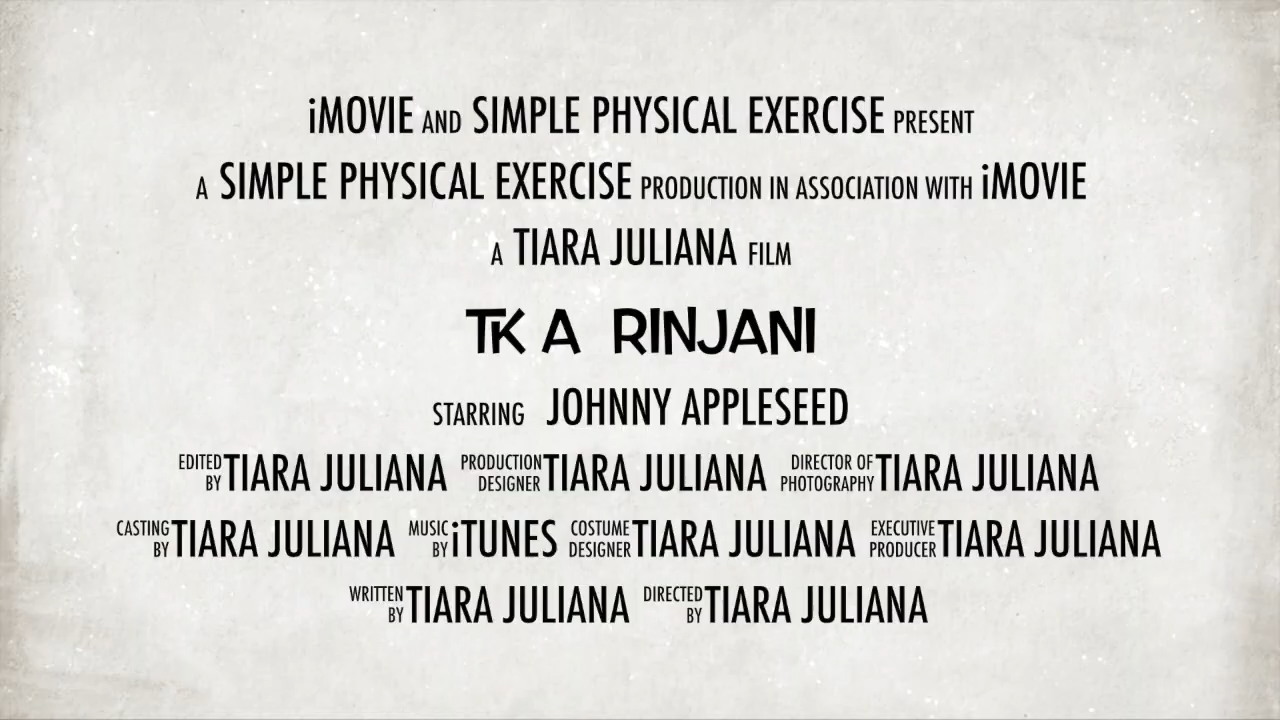 iMOVIE AND SIMPLE PHYSICAL EXERCISE PRESENT
A SIMPLE PHYSICAL EXERCISE PRODUCTION IN ASSOCIATION WITH iMOVIE
A TIARA JULIANA FILM
TK A RINJANI
STARRING JOHNNY APPLESEED
EDITED BY TIARA JULIANA PRODUCTION DESIGNER TIARA JULIANA DIRECTOR OF PHOTOGRAPHY TIARA JULIANA
CASTING BY TIARA JULIANA MUSIC BY iTUNES COSTUME DESIGNER TIARA JULIANA EXECUTIVE PRODUCER TIARA JULIANA
WRITTEN BY TIARA JULIANA DIRECTED BY TIARA JULIANA